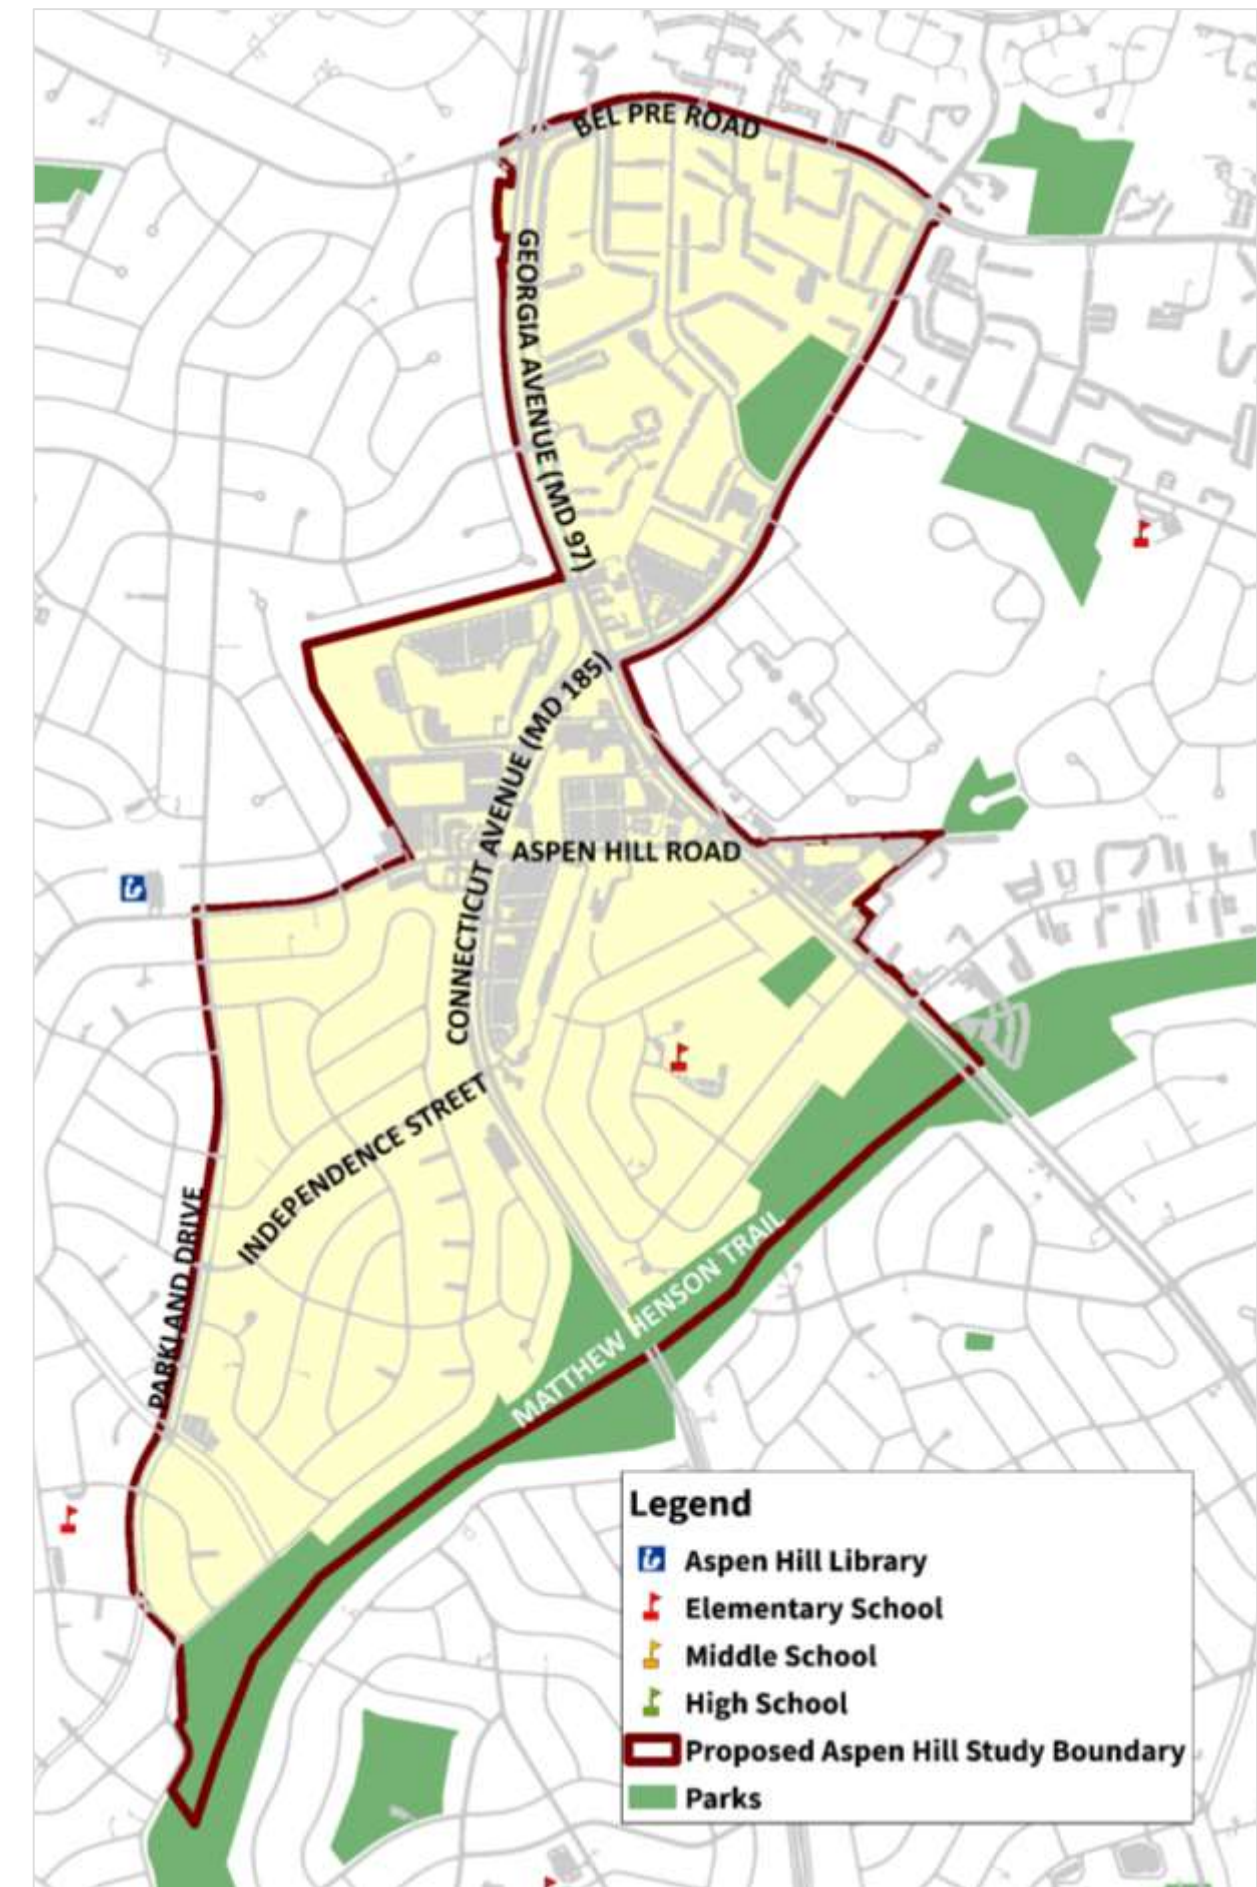 BEL PRE ROAD
GEORGIA AVENUE (MD 97)
CONNECTICUT AVENUE (MD 185)
ASPEN HILL ROAD
INDEPENDENCE STREET
PARKLAND DRIVE
MATTHEW HENSON TRAIL
Legend
Aspen Hill Library
Elementary School
Middle School
High School
Proposed Aspen Hill Study Boundary
Parks